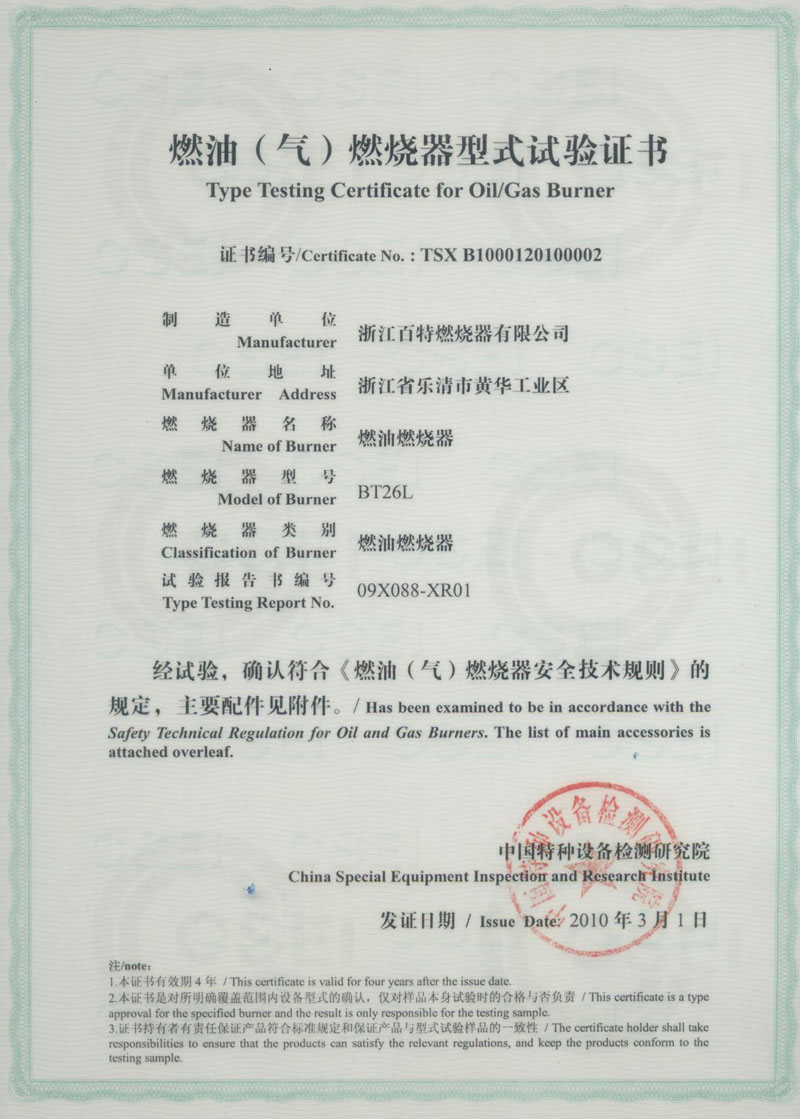 燃油（气）燃烧器型式试验证书
Type Testing Certificate for Oil/Gas Burner
证书编号/Certificate No. : TSX B1000120100002
制造单位
Manufacturer
浙江百特燃烧器有限公司
单位地址
Manufacturer Address
浙江省乐清市黄华工业区
燃烧器名称
Name of Burner
燃油燃烧器
燃烧器型号
Model of Burner
BT26L
燃烧器类别
Classification of Burner
燃油燃烧器
试验报告书编号
Type Testing Report No.
09X088-XR01
经试验，确认符合《燃油（气）燃烧器安全技术规则》的
规定，主要配件见附件。/ Has been examined to be in accordance with the
Safety Technical Regulation for Oil and Gas Burners. The list of main accessories is
attached overleaf.
中国特种设备检测研究院
中国特种设备检测研究院
China Special Equipment Inspection and Research Institute
发证日期 / Issue Date: 2010 年 3 月 1 日
注/note:
1.本证书有效期 4 年 / This certificate is valid for four years after the issue date.
2.本证书是对所明确覆盖范围内设备型式的确认，仅对样品本身试验时的合格与否负责 / This certificate is a type
approval for the specified burner and the result is only responsible for the testing sample.
3.证书持有者有责任保证产品符合标准规定和保证产品与型式试验样品的一致性 / The certificate holder shall take
responsibilities to ensure that the products can satisfy the relevant regulations, and keep the products conform to the
testing sample.